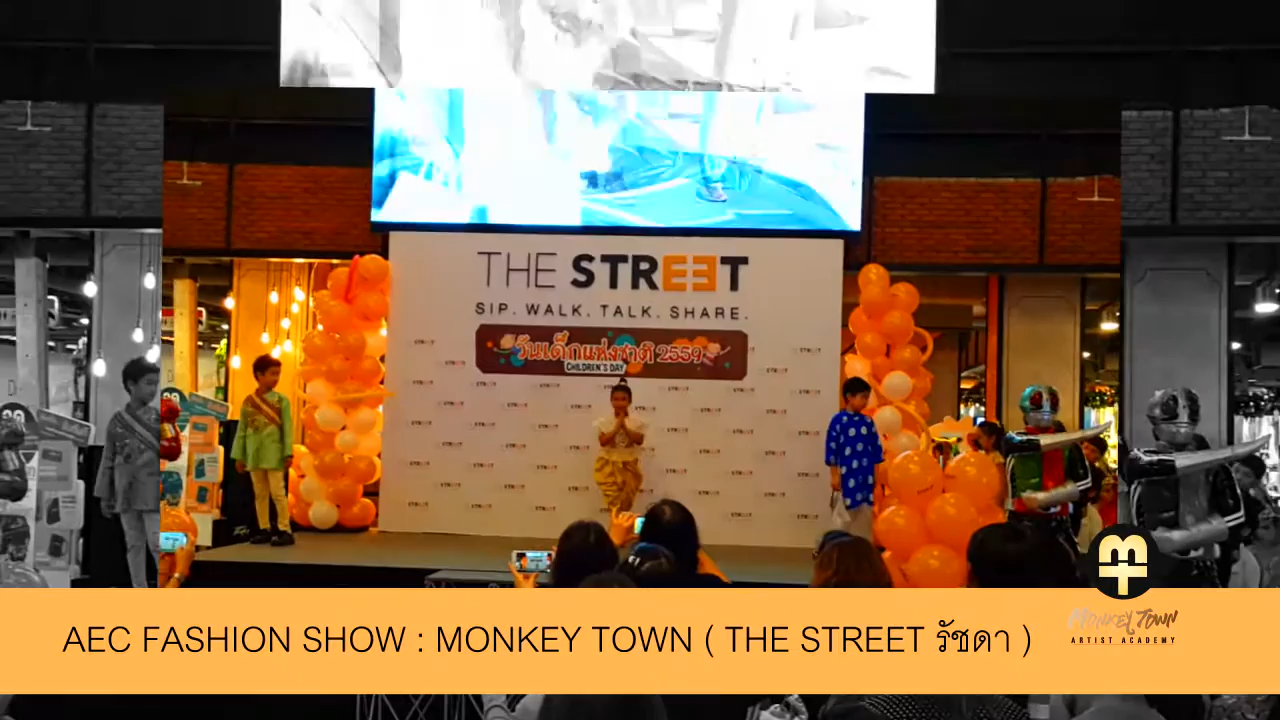 THE STREET
SIP. WALK. TALK. SHARE.
วันเด็กแห่งชาติ 2559
CHILDREN'S DAY
AEC FASHION SHOW : MONKEY TOWN ( THE STREET รัชดา )
MT
MONKEY TOWN
ARTIST ACADEMY